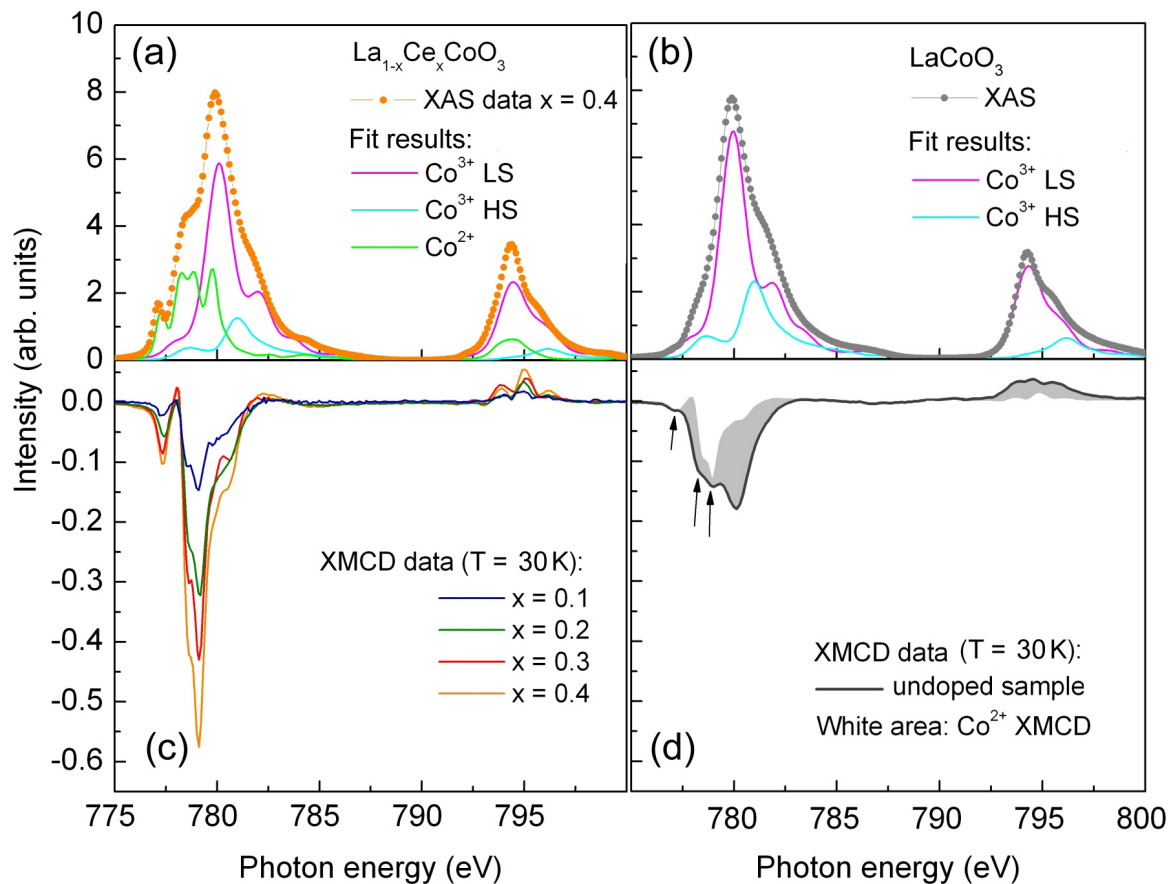 (a)
La1-xCexCoO3
XAS data x = 0.4
Fit results:
Co3+ LS
Co3+ HS
Co2+
10
8
6
4
2
0
(b)
LaCoO3
XAS
Fit results:
Co3+ LS
Co3+ HS
Intensity (arb. units)
0.0
-0.1
-0.2
-0.3
-0.4
-0.5
-0.6
XMCD data (T = 30 K):
x = 0.1
x = 0.2
x = 0.3
x = 0.4
(c)
XMCD data (T = 30 K):
undoped sample
White area: Co2+ XMCD
(d)
775 780 785 790 795
780 785 790 795 800
Photon energy (eV)
Photon energy (eV)